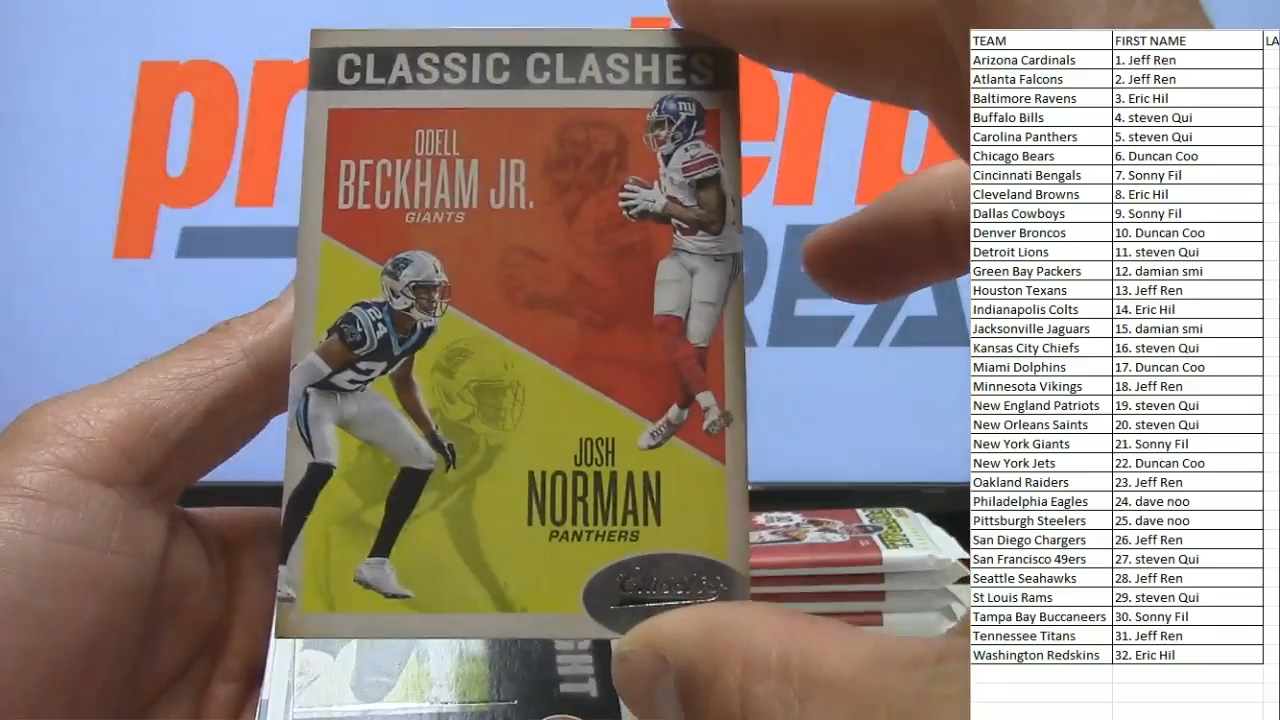 CLASSIC CLASHES
ODELL
BECKHAM JR.
GIANTS
JOSH
NORMAN
PANTHERS
Classics
ny
24
TEAM FIRST NAME LA
Arizona Cardinals 1. Jeff Ren
Atlanta Falcons 2. Jeff Ren
Baltimore Ravens 3. Eric Hil
Buffalo Bills 4. steven Qui
Carolina Panthers 5. steven Qui
Chicago Bears 6. Duncan Coo
Cincinnati Bengals 7. Sonny Fil
Cleveland Browns 8. Eric Hil
Dallas Cowboys 9. Sonny Fil
Denver Broncos 10. Duncan Coo
Detroit Lions 11. steven Qui
Green Bay Packers 12. damian smi
Houston Texans 13. Jeff Ren
Indianapolis Colts 14. Eric Hil
Jacksonville Jaguars 15. damian smi
Kansas City Chiefs 16. steven Qui
Miami Dolphins 17. Duncan Coo
Minnesota Vikings 18. Jeff Ren
New England Patriots 19. steven Qui
New Orleans Saints 20. steven Qui
New York Giants 21. Sonny Fil
New York Jets 22. Duncan Coo
Oakland Raiders 23. Jeff Ren
Philadelphia Eagles 24. dave noo
Pittsburgh Steelers 25. dave noo
San Diego Chargers 26. Jeff Ren
San Francisco 49ers 27. steven Qui
Seattle Seahawks 28. Jeff Ren
St Louis Rams 29. steven Qui
Tampa Bay Buccaneers 30. Sonny Fil
Tennessee Titans 31. Jeff Ren
Washington Redskins 32. Eric Hil